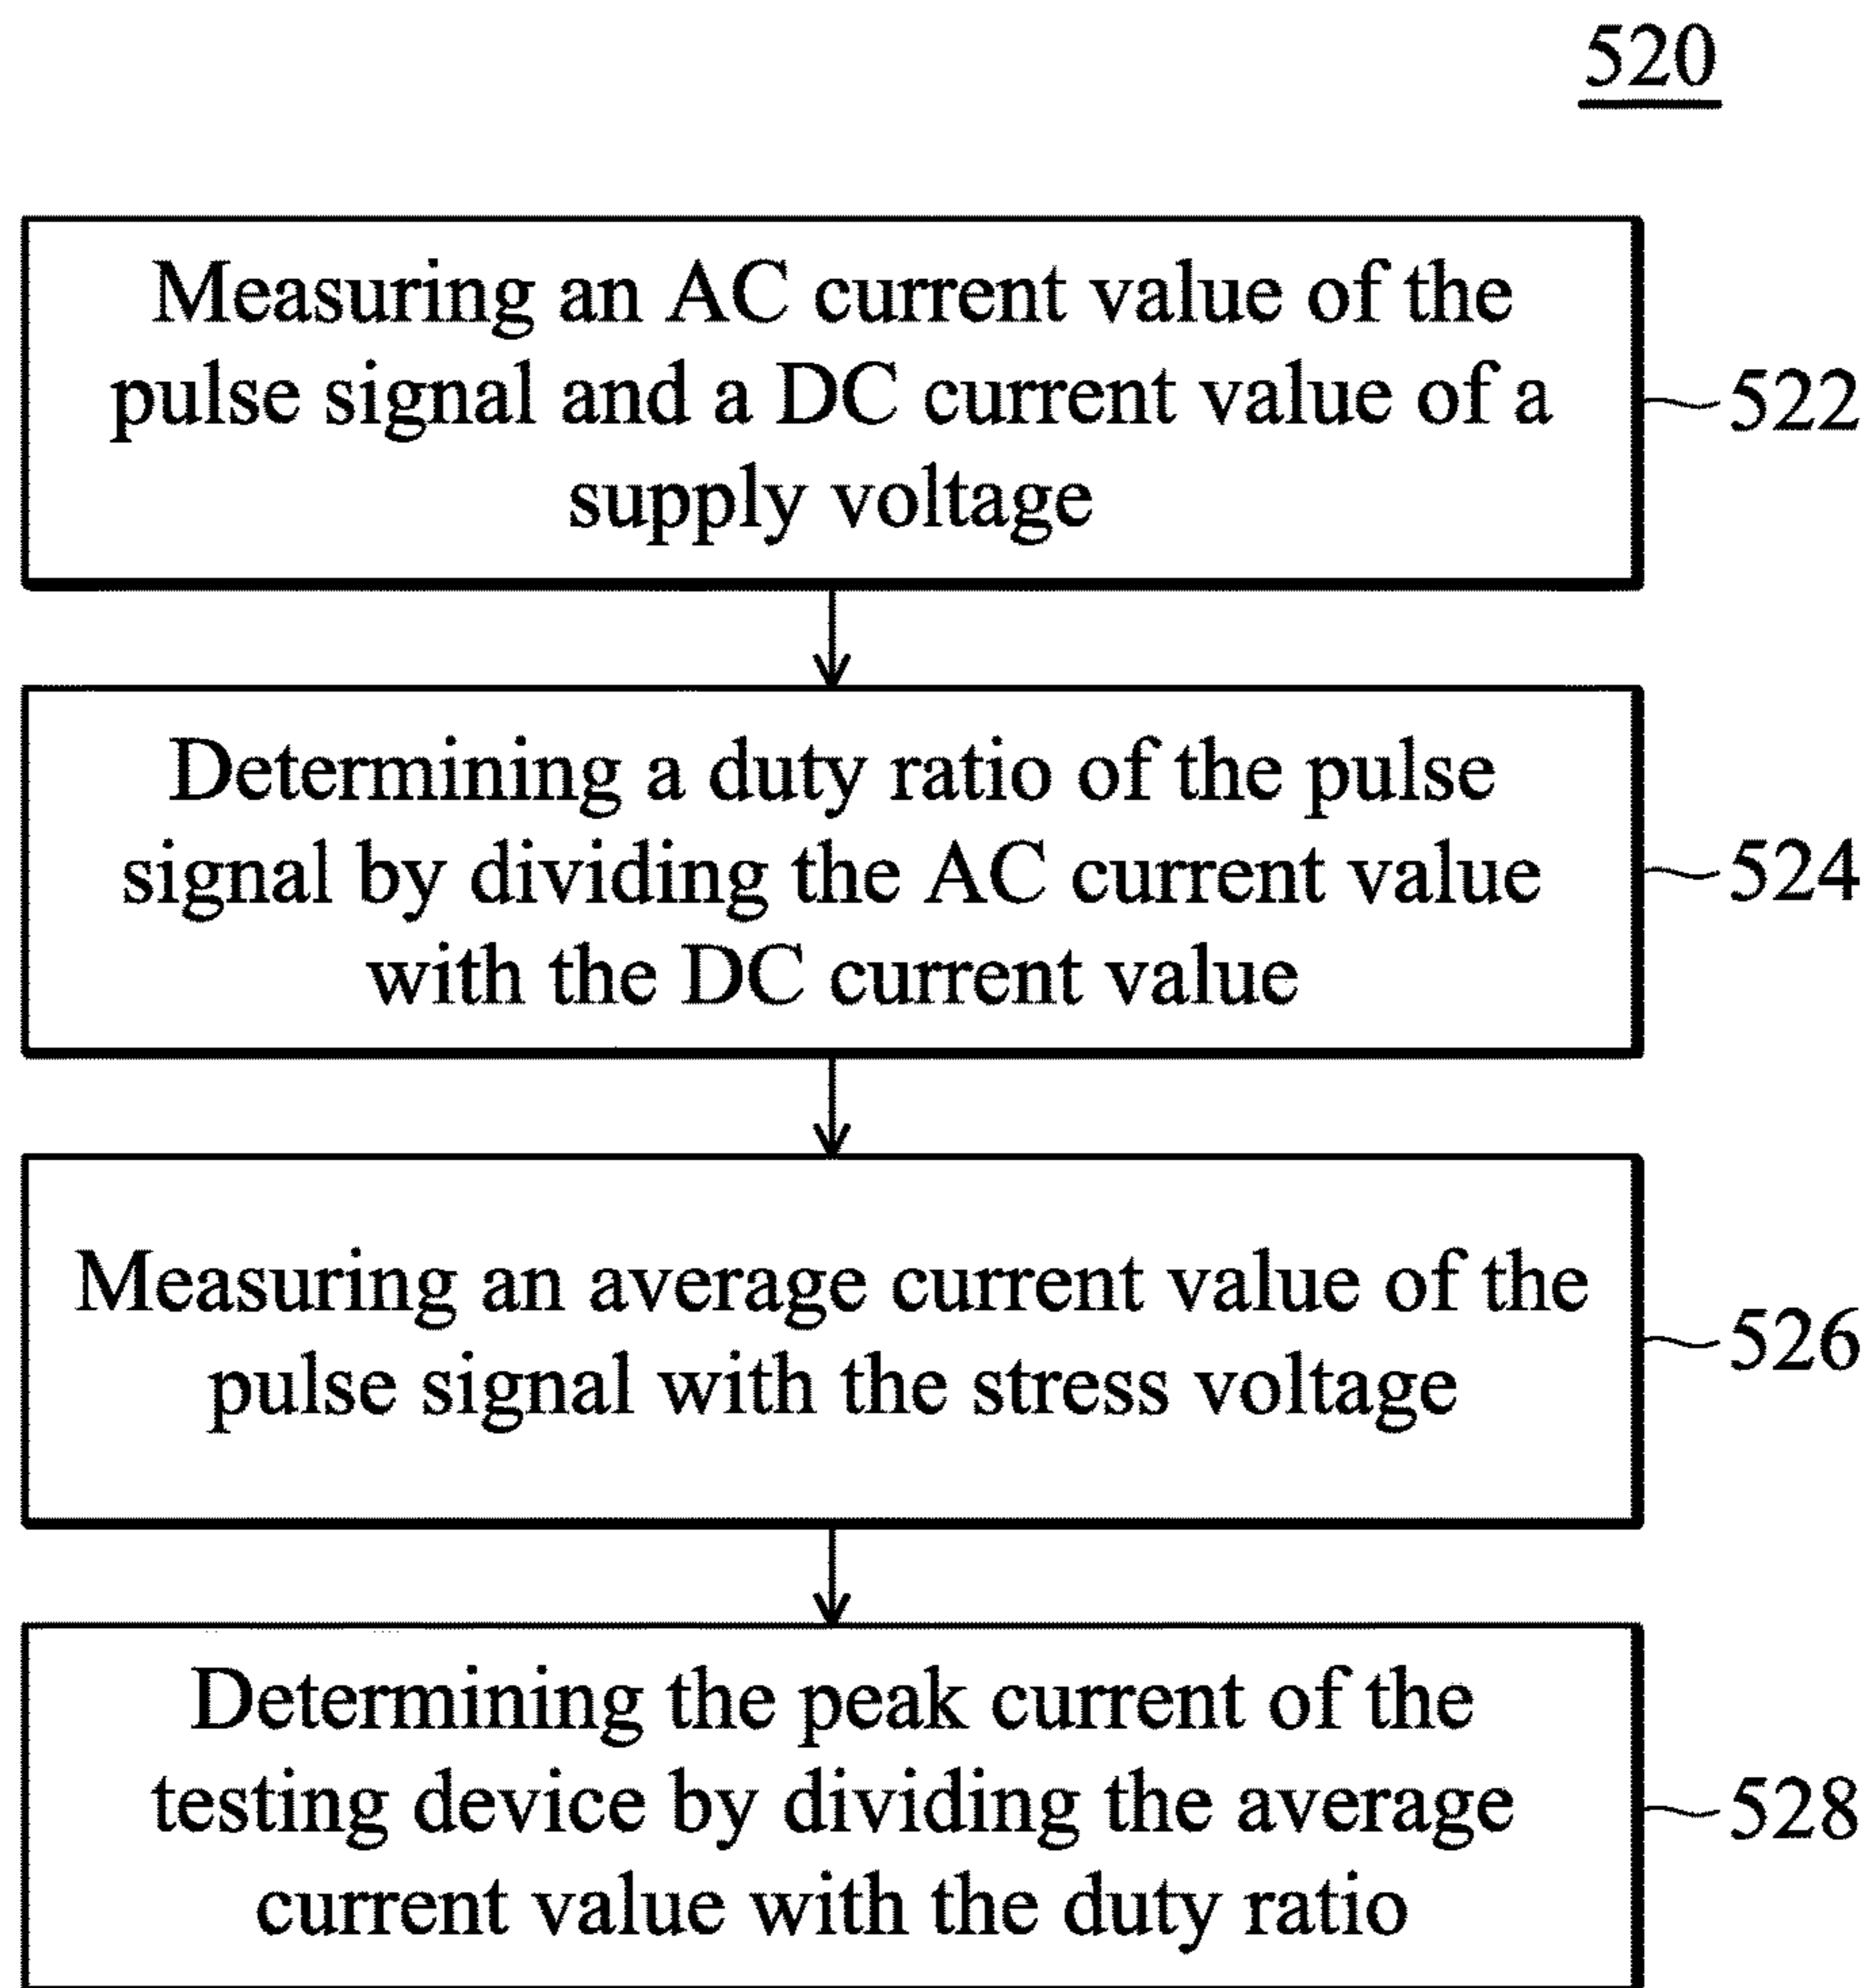 520
Measuring an AC current value of the
pulse signal and a DC current value of a
supply voltage
522
Determining a duty ratio of the pulse
signal by dividing the AC current value
with the DC current value
524
Measuring an average current value of the
pulse signal with the stress voltage
526
Determining the peak current of the
testing device by dividing the average
current value with the duty ratio
528